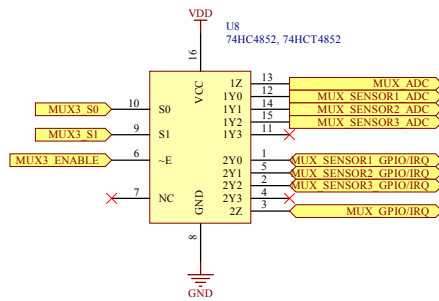 VDD
U8
74HC4852, 74HCT4852
16
VCC
MUX3_S0 10 S0
MUX3_S1 9 S1
MUX3_ENABLE 6 ~E
7 NC
1Z 13 MUX_ADC
1Y0 12 MUX_SENSOR1_ADC
1Y1 14 MUX_SENSOR2_ADC
1Y2 15 MUX_SENSOR3_ADC
1Y3 11
2Y0 1 MUX_SENSOR1_GPIO/IRQ
2Y1 5 MUX_SENSOR2_GPIO/IRQ
2Y2 2 MUX_SENSOR3_GPIO/IRQ
2Y3 4
2Z 3 MUX_GPIO/IRQ
GND
8
GND